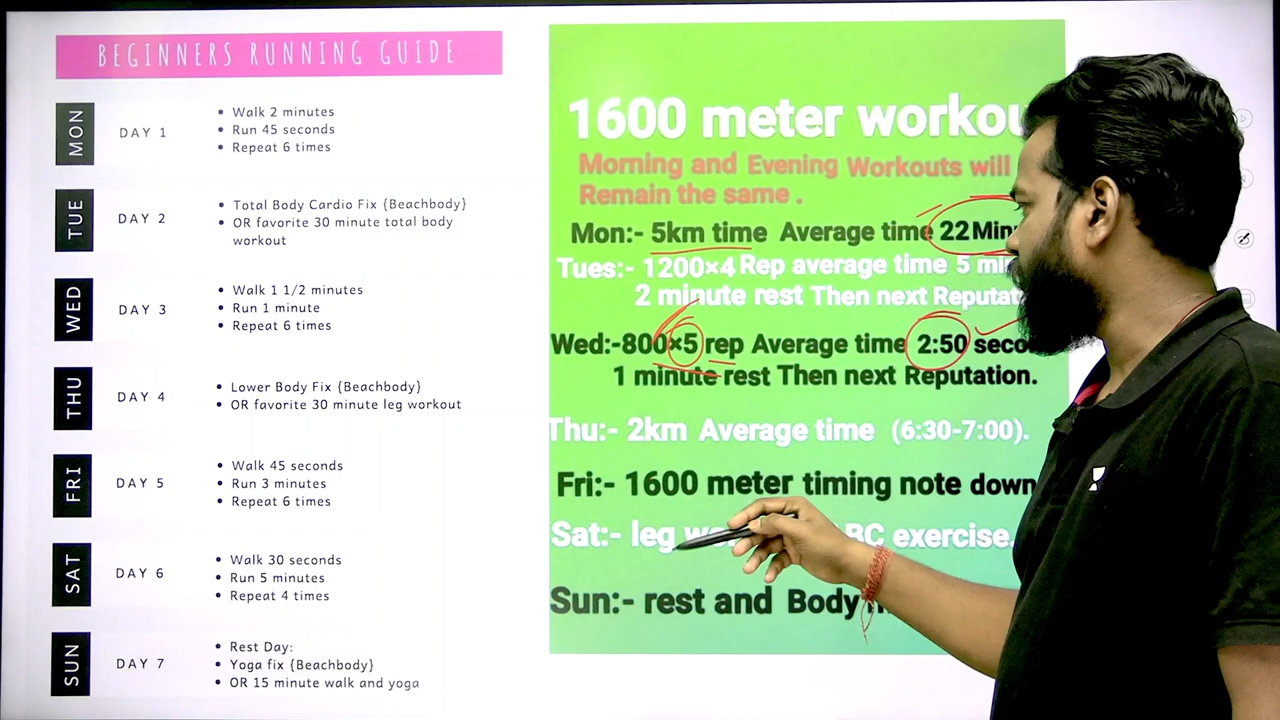 BEGINNERS RUNNING GUIDE
MON
DAY 1
Walk 2 minutes
Run 45 seconds
Repeat 6 times
TUE
DAY 2
Total Body Cardio Fix {Beachbody}
OR favorite 30 minute total body
workout
WED
DAY 3
Walk 1 1/2 minutes
Run 1 minute
Repeat 6 times
THU
DAY 4
Lower Body Fix {Beachbody}
OR favorite 30 minute leg workout
FRI
DAY 5
Walk 45 seconds
Run 3 minutes
Repeat 6 times
SAT
DAY 6
Walk 30 seconds
Run 5 minutes
Repeat 4 times
SUN
DAY 7
Rest Day:
Yoga fix {Beachbody}
OR 15 minute walk and yoga
1600 meter
Morning and Evening Workouts will
Remain the same .
Mon:- 5km time Average time 22
Tues:- 1200×4 Rep average time 5
2 minute rest Then next
6
Wed:-800×5 rep Average time 2:50
1 minute rest Then next Reputation.
Thu:- 2km Average time (6:30-7:00).
Fri:- 1600 meter timing note down
Sat:- leg exercise.
Sun:- rest and Body